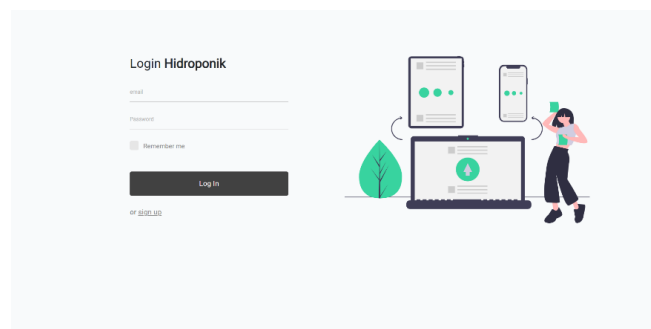 Login Hidroponik
email
Password
Remember me
Log In
or sign up